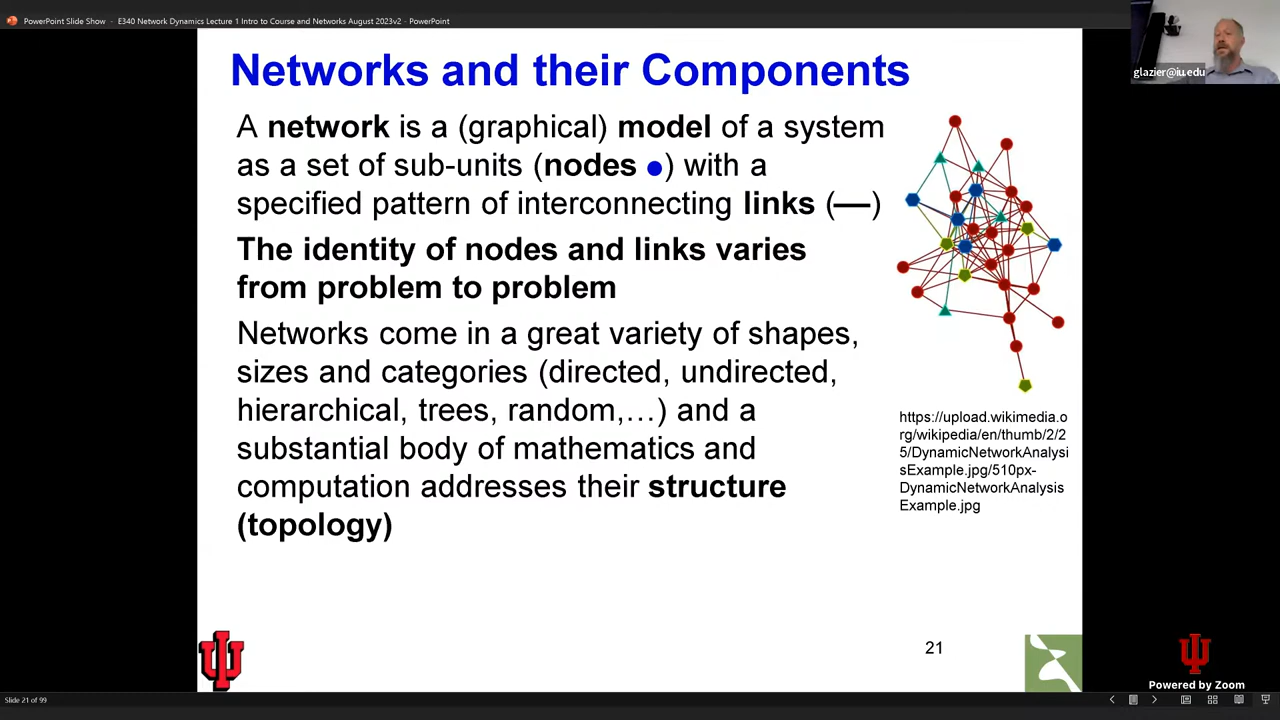 PowerPoint Slide Show - E340 Network Dynamics Lecture 1 Intro to Course and Networks August 2023v2 - PowerPoint
glazier@iu.edu
Networks and their Components
A network is a (graphical) model of a system
as a set of sub-units (nodes ●) with a
specified pattern of interconnecting links (—)
The identity of nodes and links varies
from problem to problem
Networks come in a great variety of shapes,
sizes and categories (directed, undirected,
hierarchical, trees, random,…) and a
substantial body of mathematics and
computation addresses their structure
(topology)
https://upload.wikimedia.o
rg/wikipedia/en/thumb/2/2
5/DynamicNetworkAnalysi
sExample.jpg/510px-
DynamicNetworkAnalysis
Example.jpg
21
Powered by Zoom
Slide 21 of 99